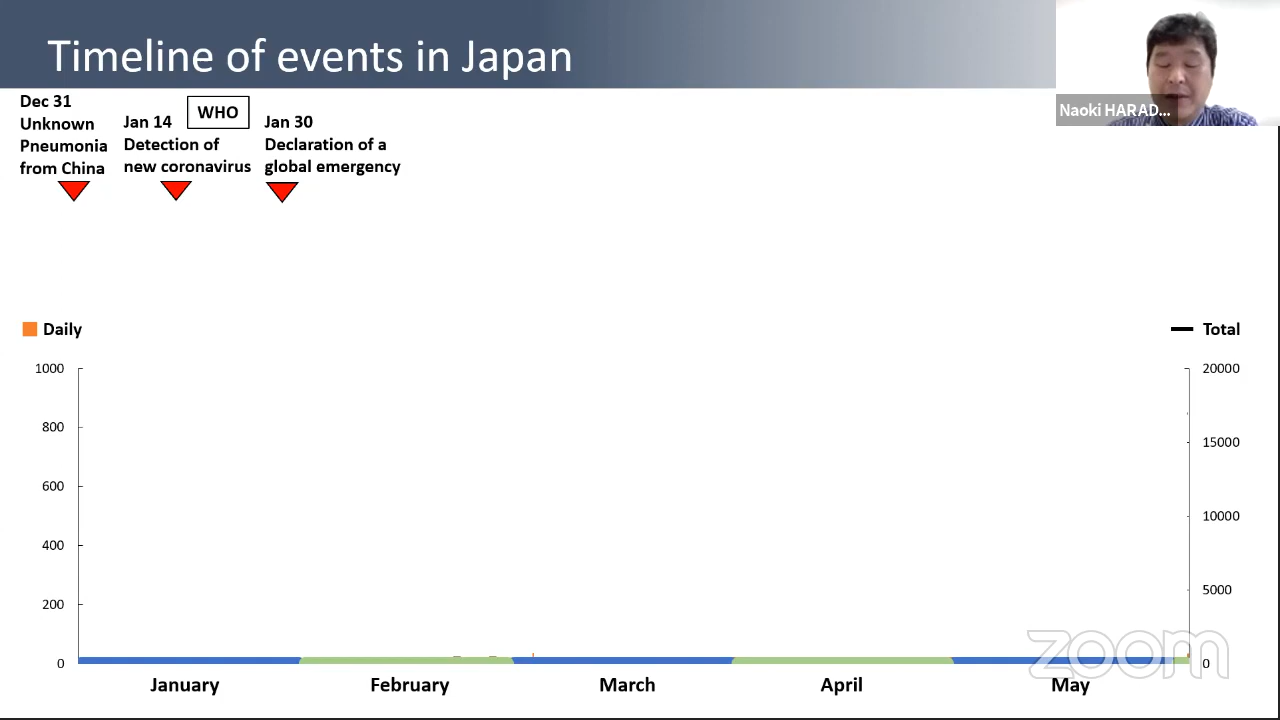 Timeline of events in Japan
Naoki HARAD...
Dec 31
Unknown
Pneumonia
from China
Jan 14
Detection of
new coronavirus
WHO
Jan 30
Declaration of a
global emergency
Daily
Total
1000
800
600
400
200
0
20000
15000
10000
5000
0
January
February
March
April
May
zoom